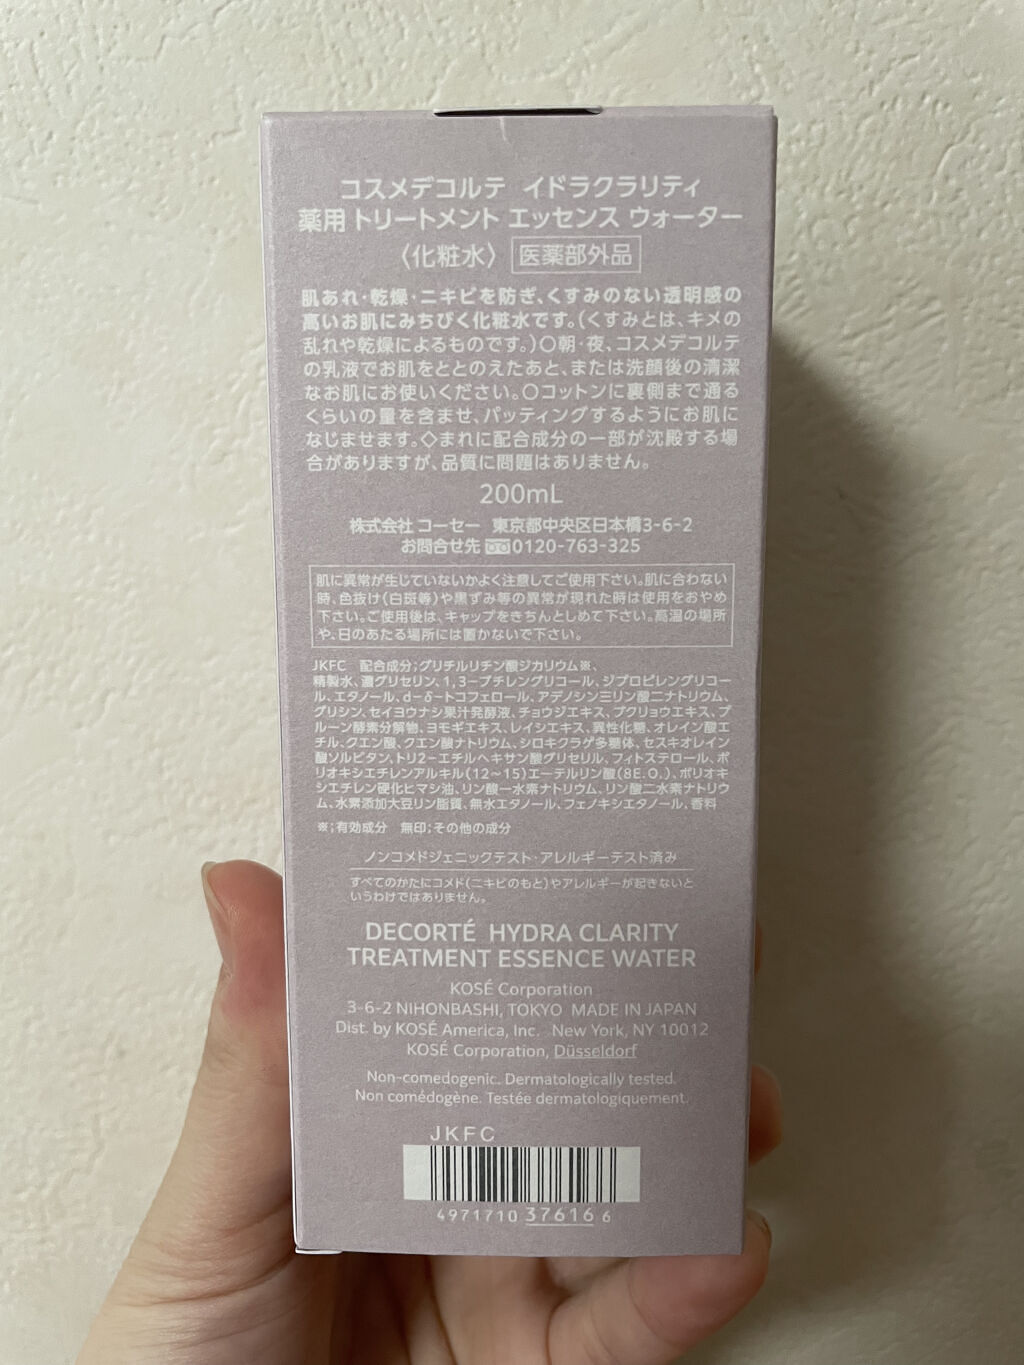 コスメデコルテ イドラクラリティ
薬用 トリートメント エッセンス ウォーター
〈化粧水〉 医薬部外品
肌あれ・乾燥・ニキビを防ぎ、くすみのない透明感の
高いお肌にみちびく化粧水です。(くすみとは、キメの
乱れや乾燥によるものです。)○朝・夜、コスメデコルテ
の乳液でお肌をととのえたあと、または洗顔後の清潔
なお肌にお使いください。○コットンに裏側まで通る
くらいの量を含ませ、パッティングするようにお肌に
なじませます。◇まれに配合成分の一部が沈殿する場
合がありますが、品質に問題はありません。
200mL
株式会社 コーセー 東京都中央区日本橋3-6-2
お問合せ先 0120-763-325
肌に異常が生じていないかよく注意してご使用下さい。肌に合わない
時、色抜け(白斑等)や黒ずみ等の異常が現れた時は使用をおやめ
下さい。ご使用後は、キャップをきちんとしめて下さい。高温の場所
や、日のあたる場所には置かないで下さい。
JKFC 配合成分;グリチルリチン酸ジカリウム※、
精製水、濃グリセリン、1,3-ブチレングリコール、ジプロピレングリコー
ル、エタノール、d-δ-トコフェロール、アデノシン三リン酸二ナトリウム、
グリシン、セイヨウナシ果汁発酵液、チョウジエキス、ブクリョウエキス、プ
ルーン酵素分解物、ヨモギエキス、レイシエキス、異性化糖、オレイン酸エ
チル、クエン酸、クエン酸ナトリウム、シロキクラゲ多糖体、セスキオレイン
酸ソルビタン、トリ2-エチルヘキサン酸グリセリル、フィトステロール、ポ
リオキシエチレンアルキル(12～15)エーテルリン酸(8E.O.)、ポリオキ
シエチレン硬化ヒマシ油、リン酸一水素ナトリウム、リン酸二水素ナトリウ
ム、水素添加大豆リン脂質、無水エタノール、フェノキシエタノール、香料
※;有効成分 無印;その他の成分
ノンコメドジェニックテスト・アレルギーテスト済み
すべてのかたにコメド(ニキビのもと)やアレルギーが起きないと
いうわけではありません。
DECORTÉ HYDRA CLARITY
TREATMENT ESSENCE WATER
KOSÉ Corporation
3-6-2 NIHONBASHI, TOKYO MADE IN JAPAN
Dist. by KOSÉ America, Inc. New York, NY 10012
KOSÉ Corporation, Düsseldorf
Non-comedogenic. Dermatologically tested.
Non comédogène. Testée dermatologiquement.
JKFC
4971710 37616 6